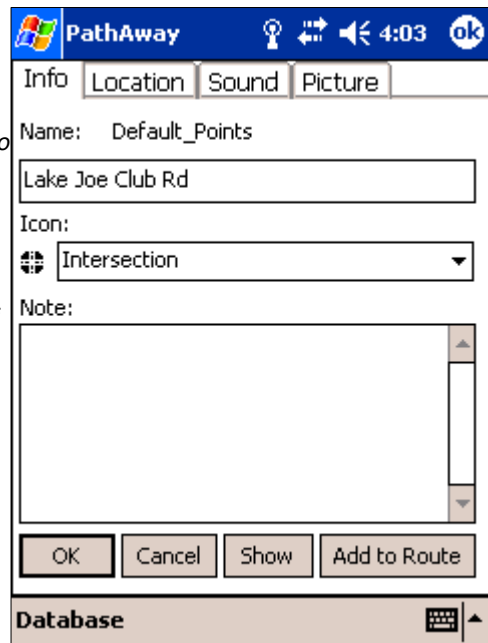 PathAway 4:03 ok
Info Location Sound Picture
Name: Default_Points
Lake Joe Club Rd
Icon:
Intersection
Note:
OK Cancel Show Add to Route
Database